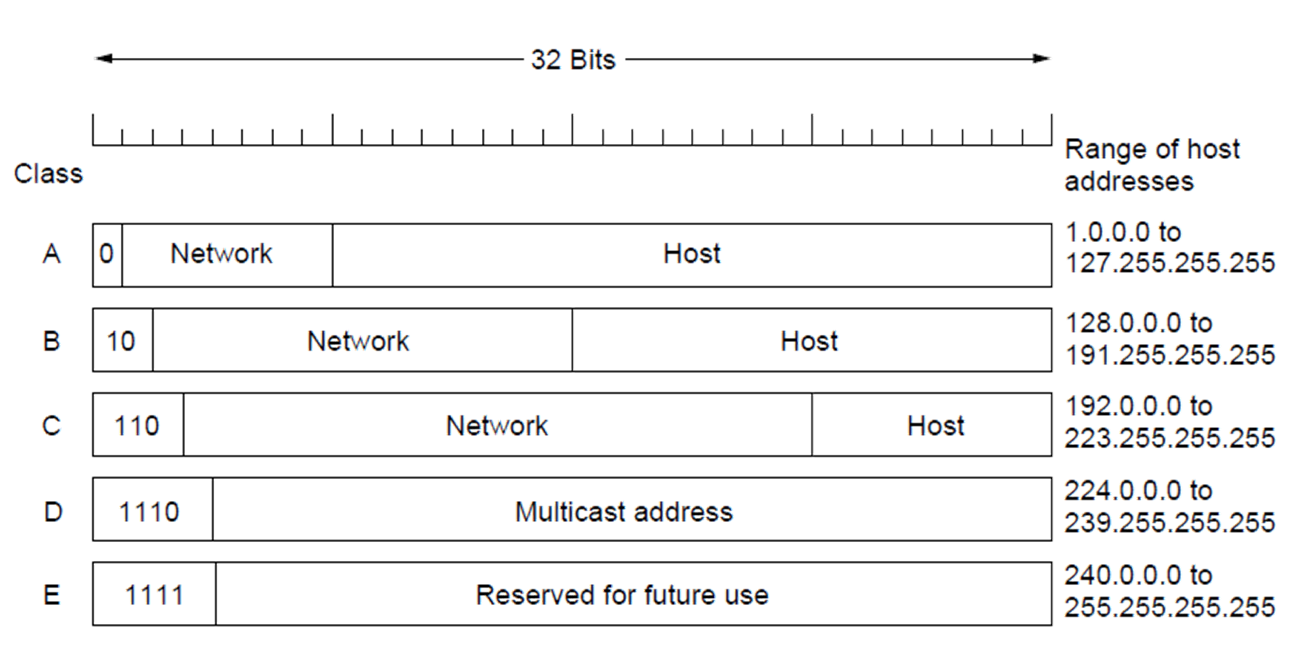 32 Bits
Range of host
addresses
Class
A 0 Network Host 1.0.0.0 to
127.255.255.255
B 10 Network Host 128.0.0.0 to
191.255.255.255
C 110 Network Host 192.0.0.0 to
223.255.255.255
D 1110 Multicast address 224.0.0.0 to
239.255.255.255
E 1111 Reserved for future use 240.0.0.0 to
255.255.255.255